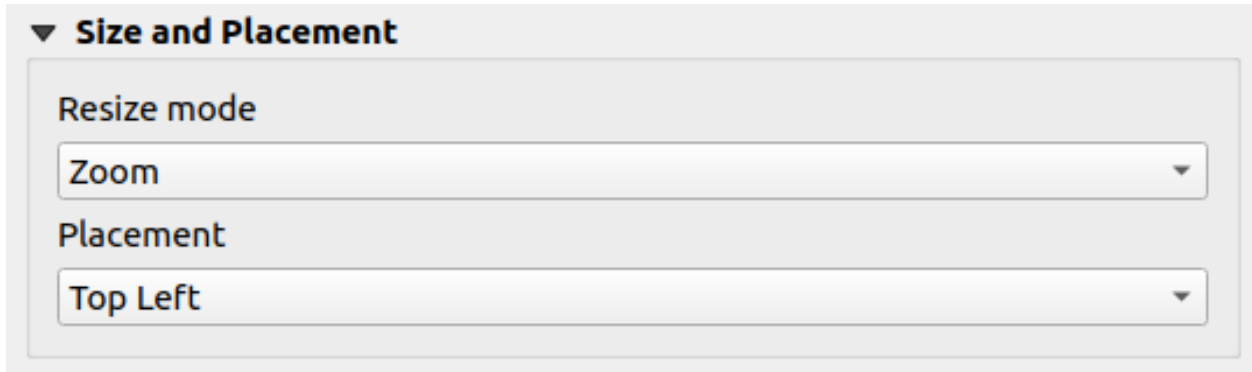 Size and Placement
Resize mode
Zoom
Placement
Top Left